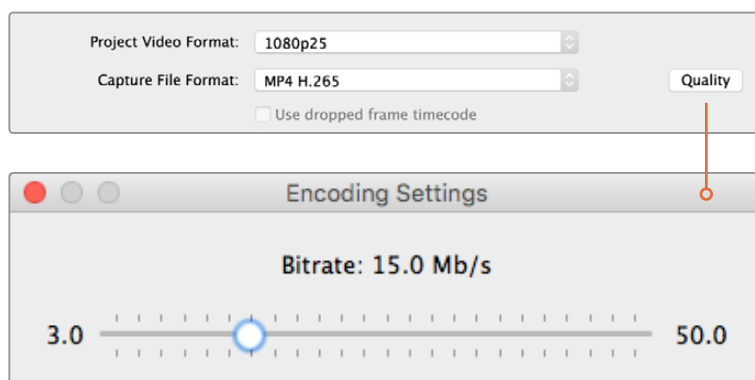 Project Video Format: 1080p25
Capture File Format: MP4 H.265 Quality
Use dropped frame timecode
Encoding Settings
Bitrate: 15.0 Mb/s
3.0 50.0